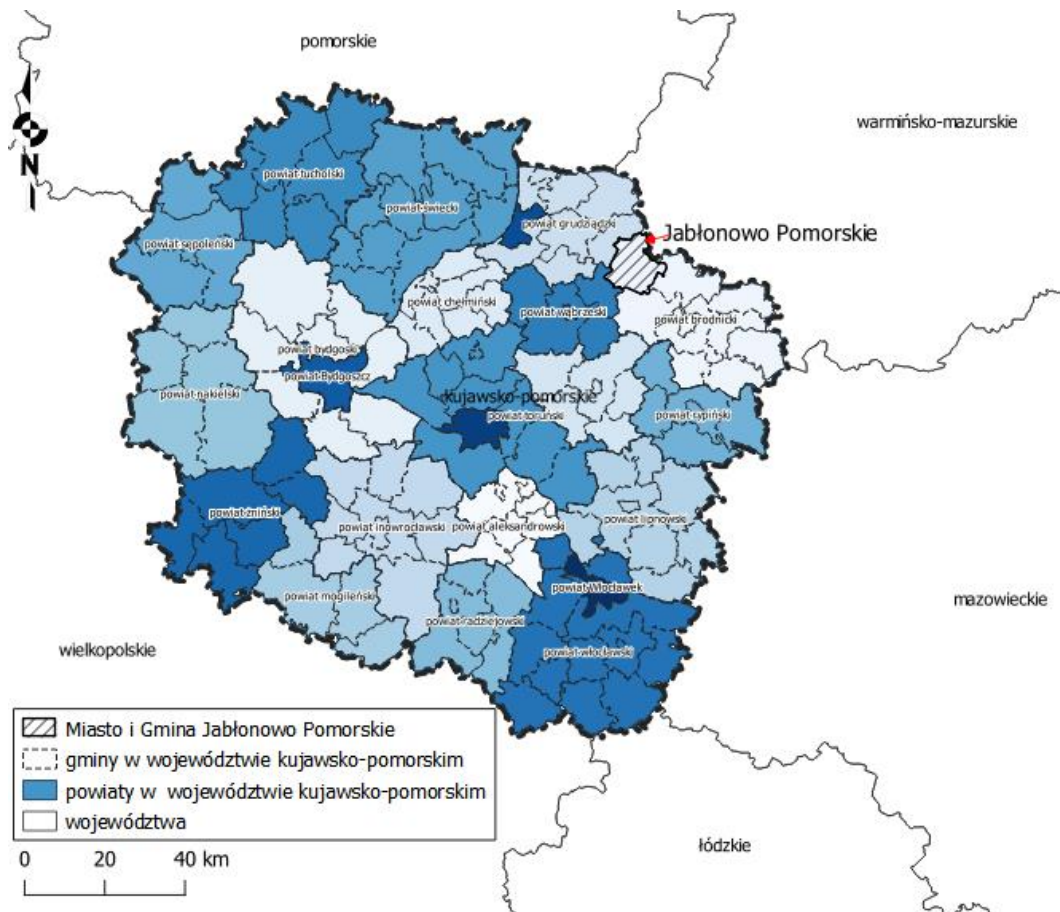 pomorskie
warmińsko-mazurskie
N
powiat tucholski
powiat świecki
powiat grudziądzki
Jabłonowo Pomorskie
powiat sępoleński
powiat chełmiński
powiat wąbrzeski
powiat brodnicki
powiat bydgoski
powiat Bydgoszcz
powiat nakielski
kujawsko-pomorskie
powiat toruński
powiat rypiński
powiat żniński
powiat inowrocławski
powiat aleksandrowski
powiat lipnowski
powiat mogileński
powiat Włocławek
powiat radziejowski
powiat włocławski
mazowieckie
wielkopolskie
Miasto i Gmina Jabłonowo Pomorskie
gminy w województwie kujawsko-pomorskim
powiaty w województwie kujawsko-pomorskim
województwa
0 20 40 km
łódzkie